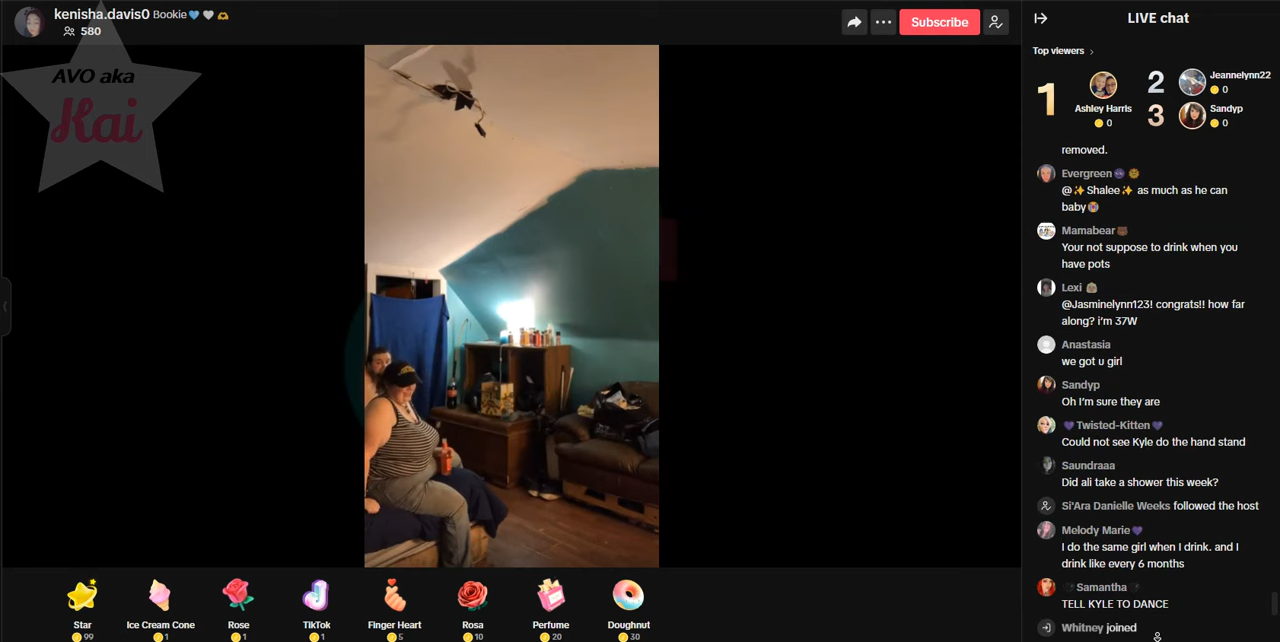 kenisha.davis0 Bookie💙🤍🫶
580
Subscribe
AVO aka
Kai
LIVE chat
Top viewers
1
Ashley Harris
0
2
Jeannelynn22
0
3
Sandyp
0
removed.
Evergreen
@✨Shalee✨ as much as he can
baby
Mamabear🐻
Your not suppose to drink when you
have pots
Lexi
@Jasminelynn123! congrats!! how far
along? i'm 37W
Anastasia
we got u girl
Sandyp
Oh I'm sure they are
💜Twisted-Kitten💜
Could not see Kyle do the hand stand
Saundraaa
Did ali take a shower this week?
Si'Ara Danielle Weeks followed the host
Melody Marie💜
I do the same girl when I drink. and I
drink like every 6 months
Samantha
TELL KYLE TO DANCE
Whitney joined
Star
99
Ice Cream Cone
1
Rose
1
TikTok
1
Finger Heart
5
Rosa
10
Perfume
20
Doughnut
30